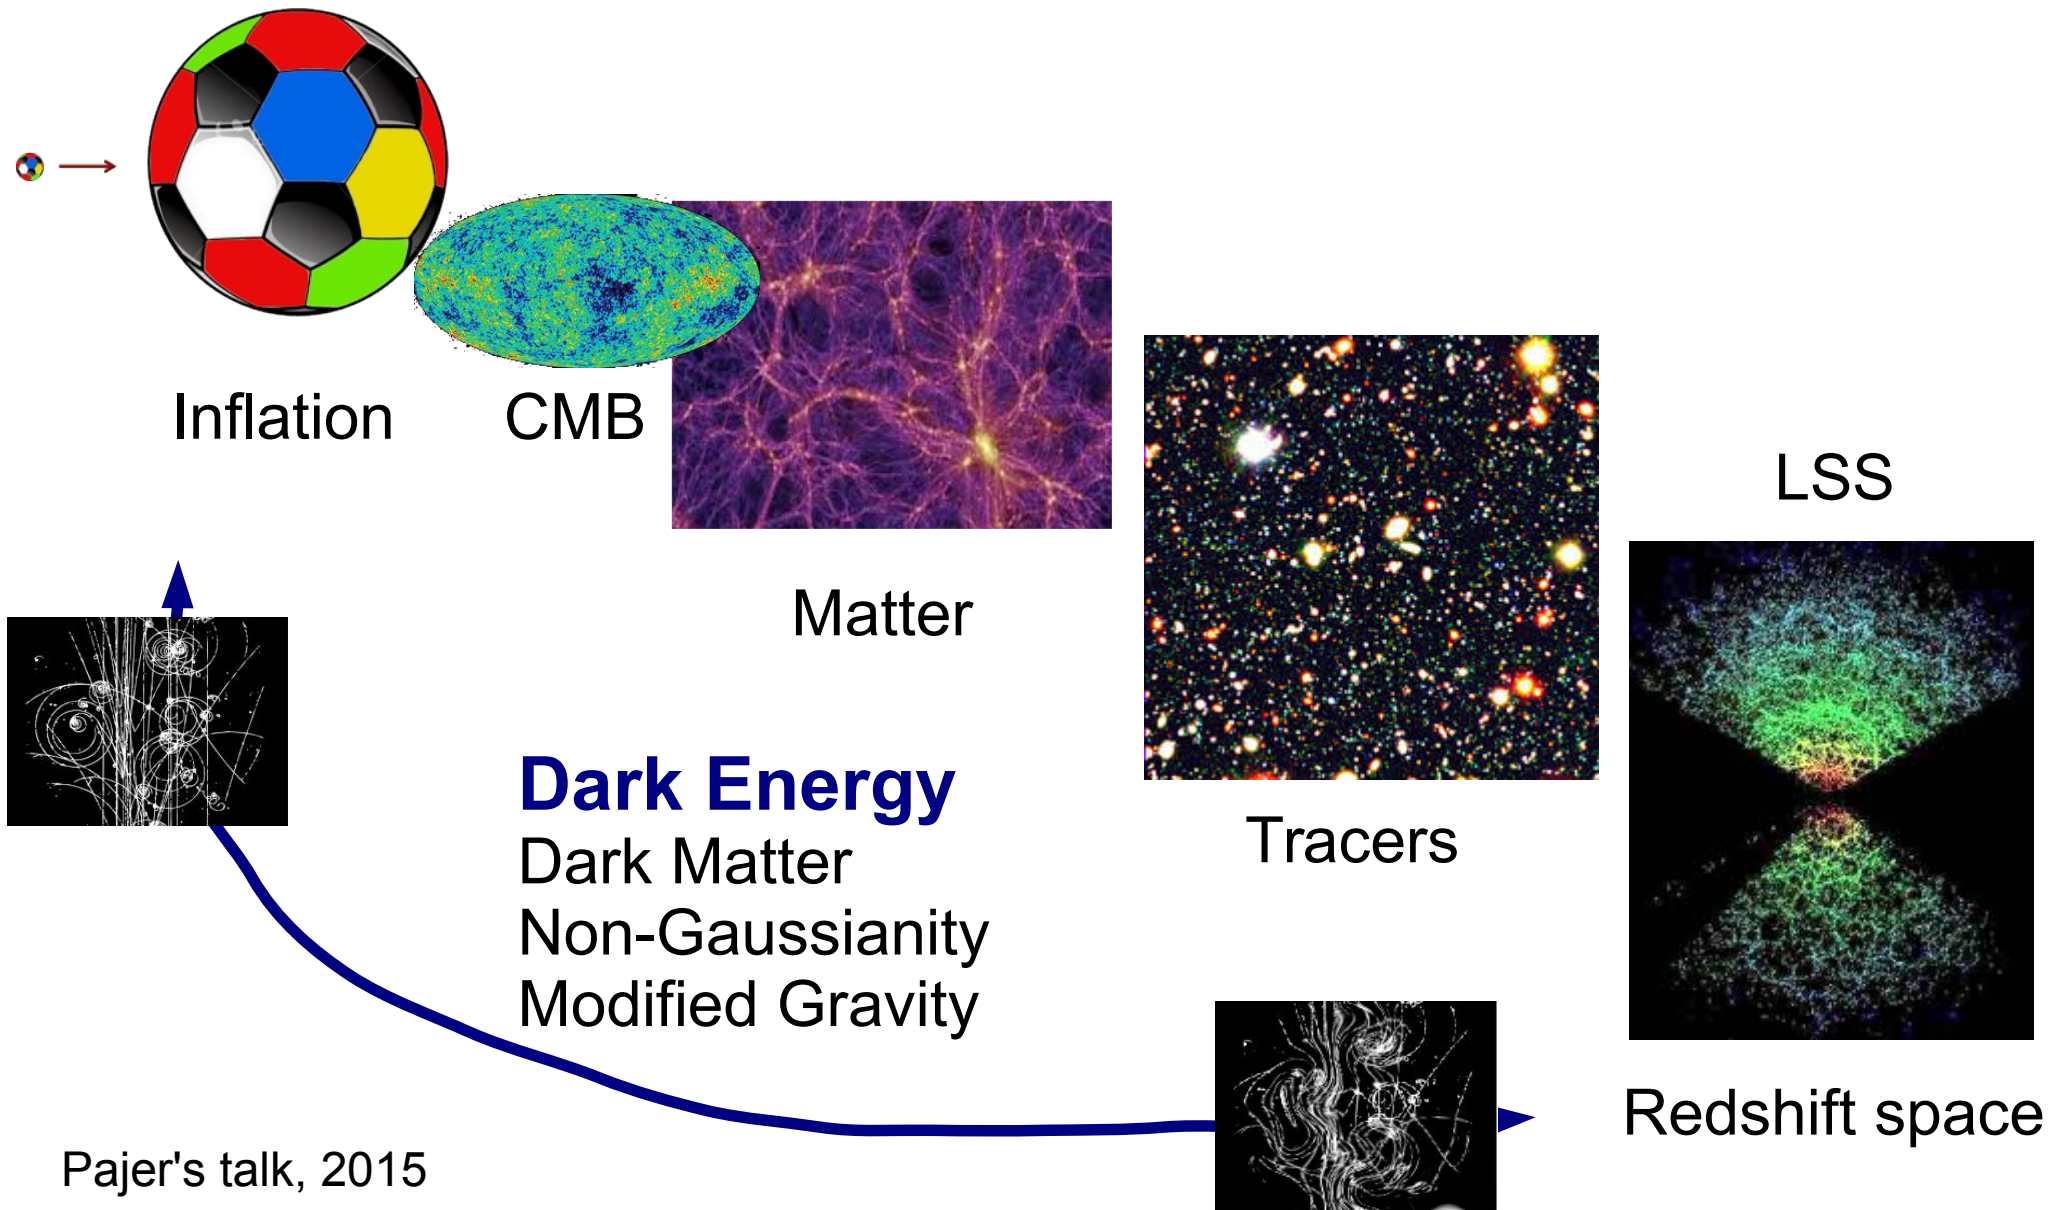 Inflation
CMB
LSS
Matter
Dark Energy
Dark Matter
Non-Gaussianity
Modified Gravity
Tracers
Redshift space
Pajer's talk, 2015